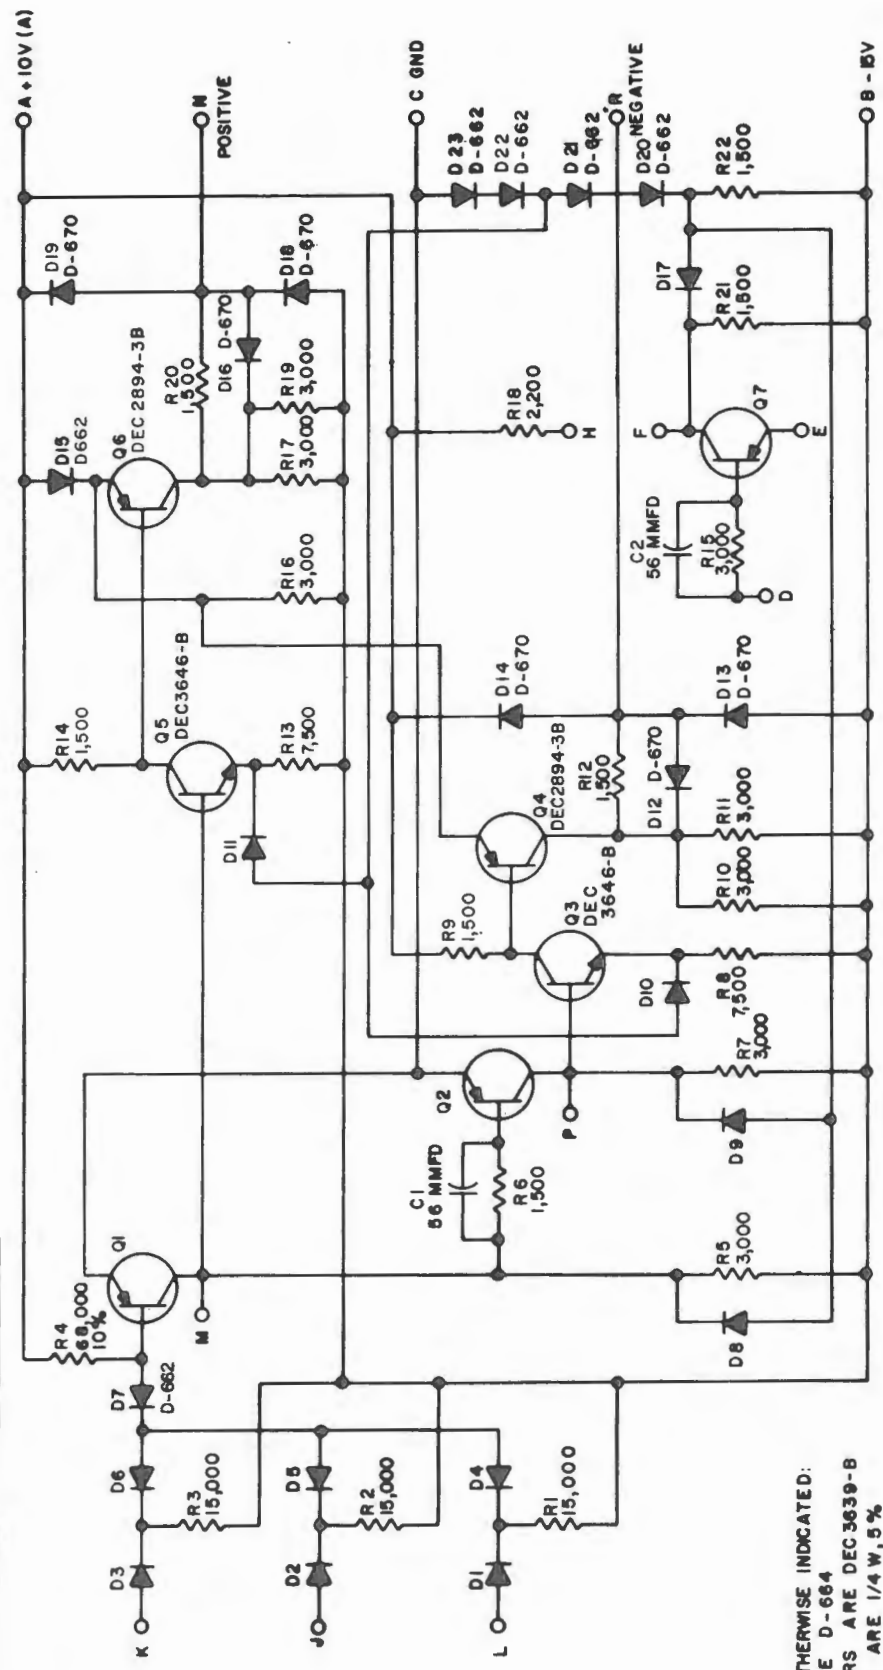 A +10V (A)
N
POSITIVE
C GND
R
NEGATIVE
B -15V
D19
D-670
D18
D-670
D16
D-670
R20
1,500
R19
3,000
R17
3,000
R16
3,000
D15
D662
Q6
DEC 2894-3B
R14
1,500
Q5
DEC3646-B
R13
7,500
D11
D23
D-662
D22
D-662
D21
D-662
D20
D-662
R22
1,500
R18
2,200
H
D17
R21
1,500
F
Q7
E
C2
56 MMFD
R15
3,000
D
D14
D-670
D13
D-670
D12
D-670
R12
1,500
R11
3,000
R10
3,000
Q4
DEC2894-3B
R9
1,500
Q3
DEC
3646-B
D10
R8
7,500
R7
3,000
D9
Q2
P
C1
56 MMFD
R6
1,500
R5
3,000
D8
Q1
M
R4
68,000
10%
D7
D-662
D6
D3
K
R3
15,000
D5
D2
J
R2
15,000
D4
D1
L
R1
15,000
THERWISE INDICATED:
E D-664
RS ARE DEC3639-B
ARE 1/4 W, 5%